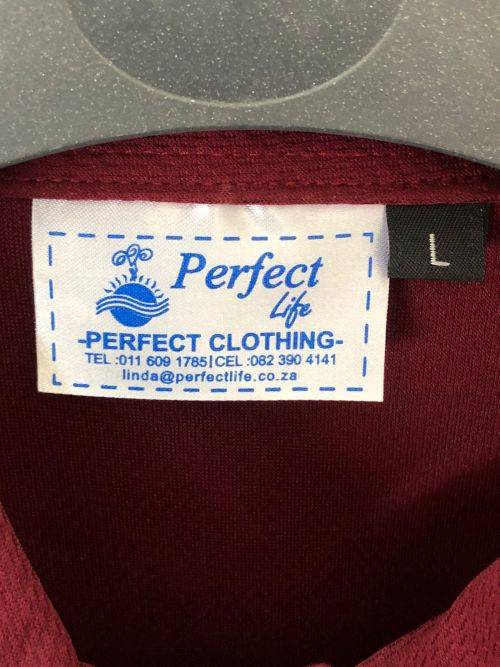 Perfect
Life
-PERFECT CLOTHING-
TEL :011 609 1785|CEL :082 390 4141
linda@perfectlife.co.za
L